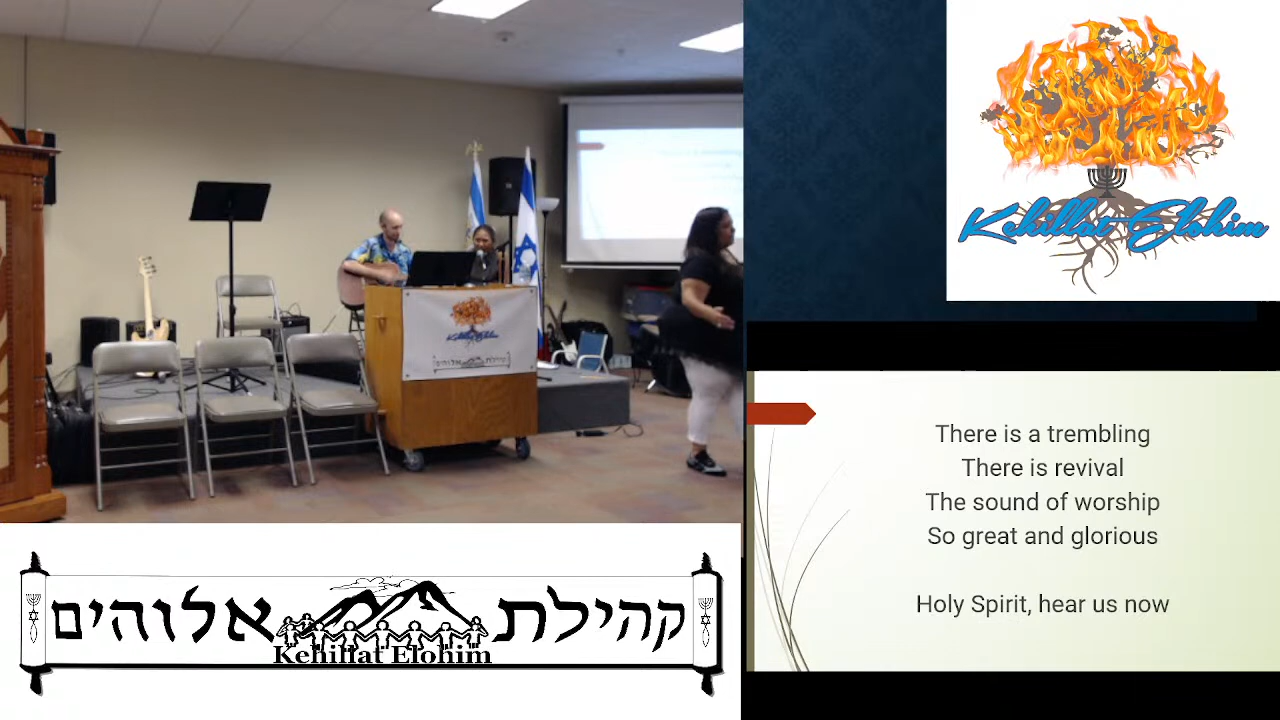 Kehillat Elohim
There is a trembling
There is revival
The sound of worship
So great and glorious
Holy Spirit, hear us now
קהילת אלוהים
Kehillat Elohim